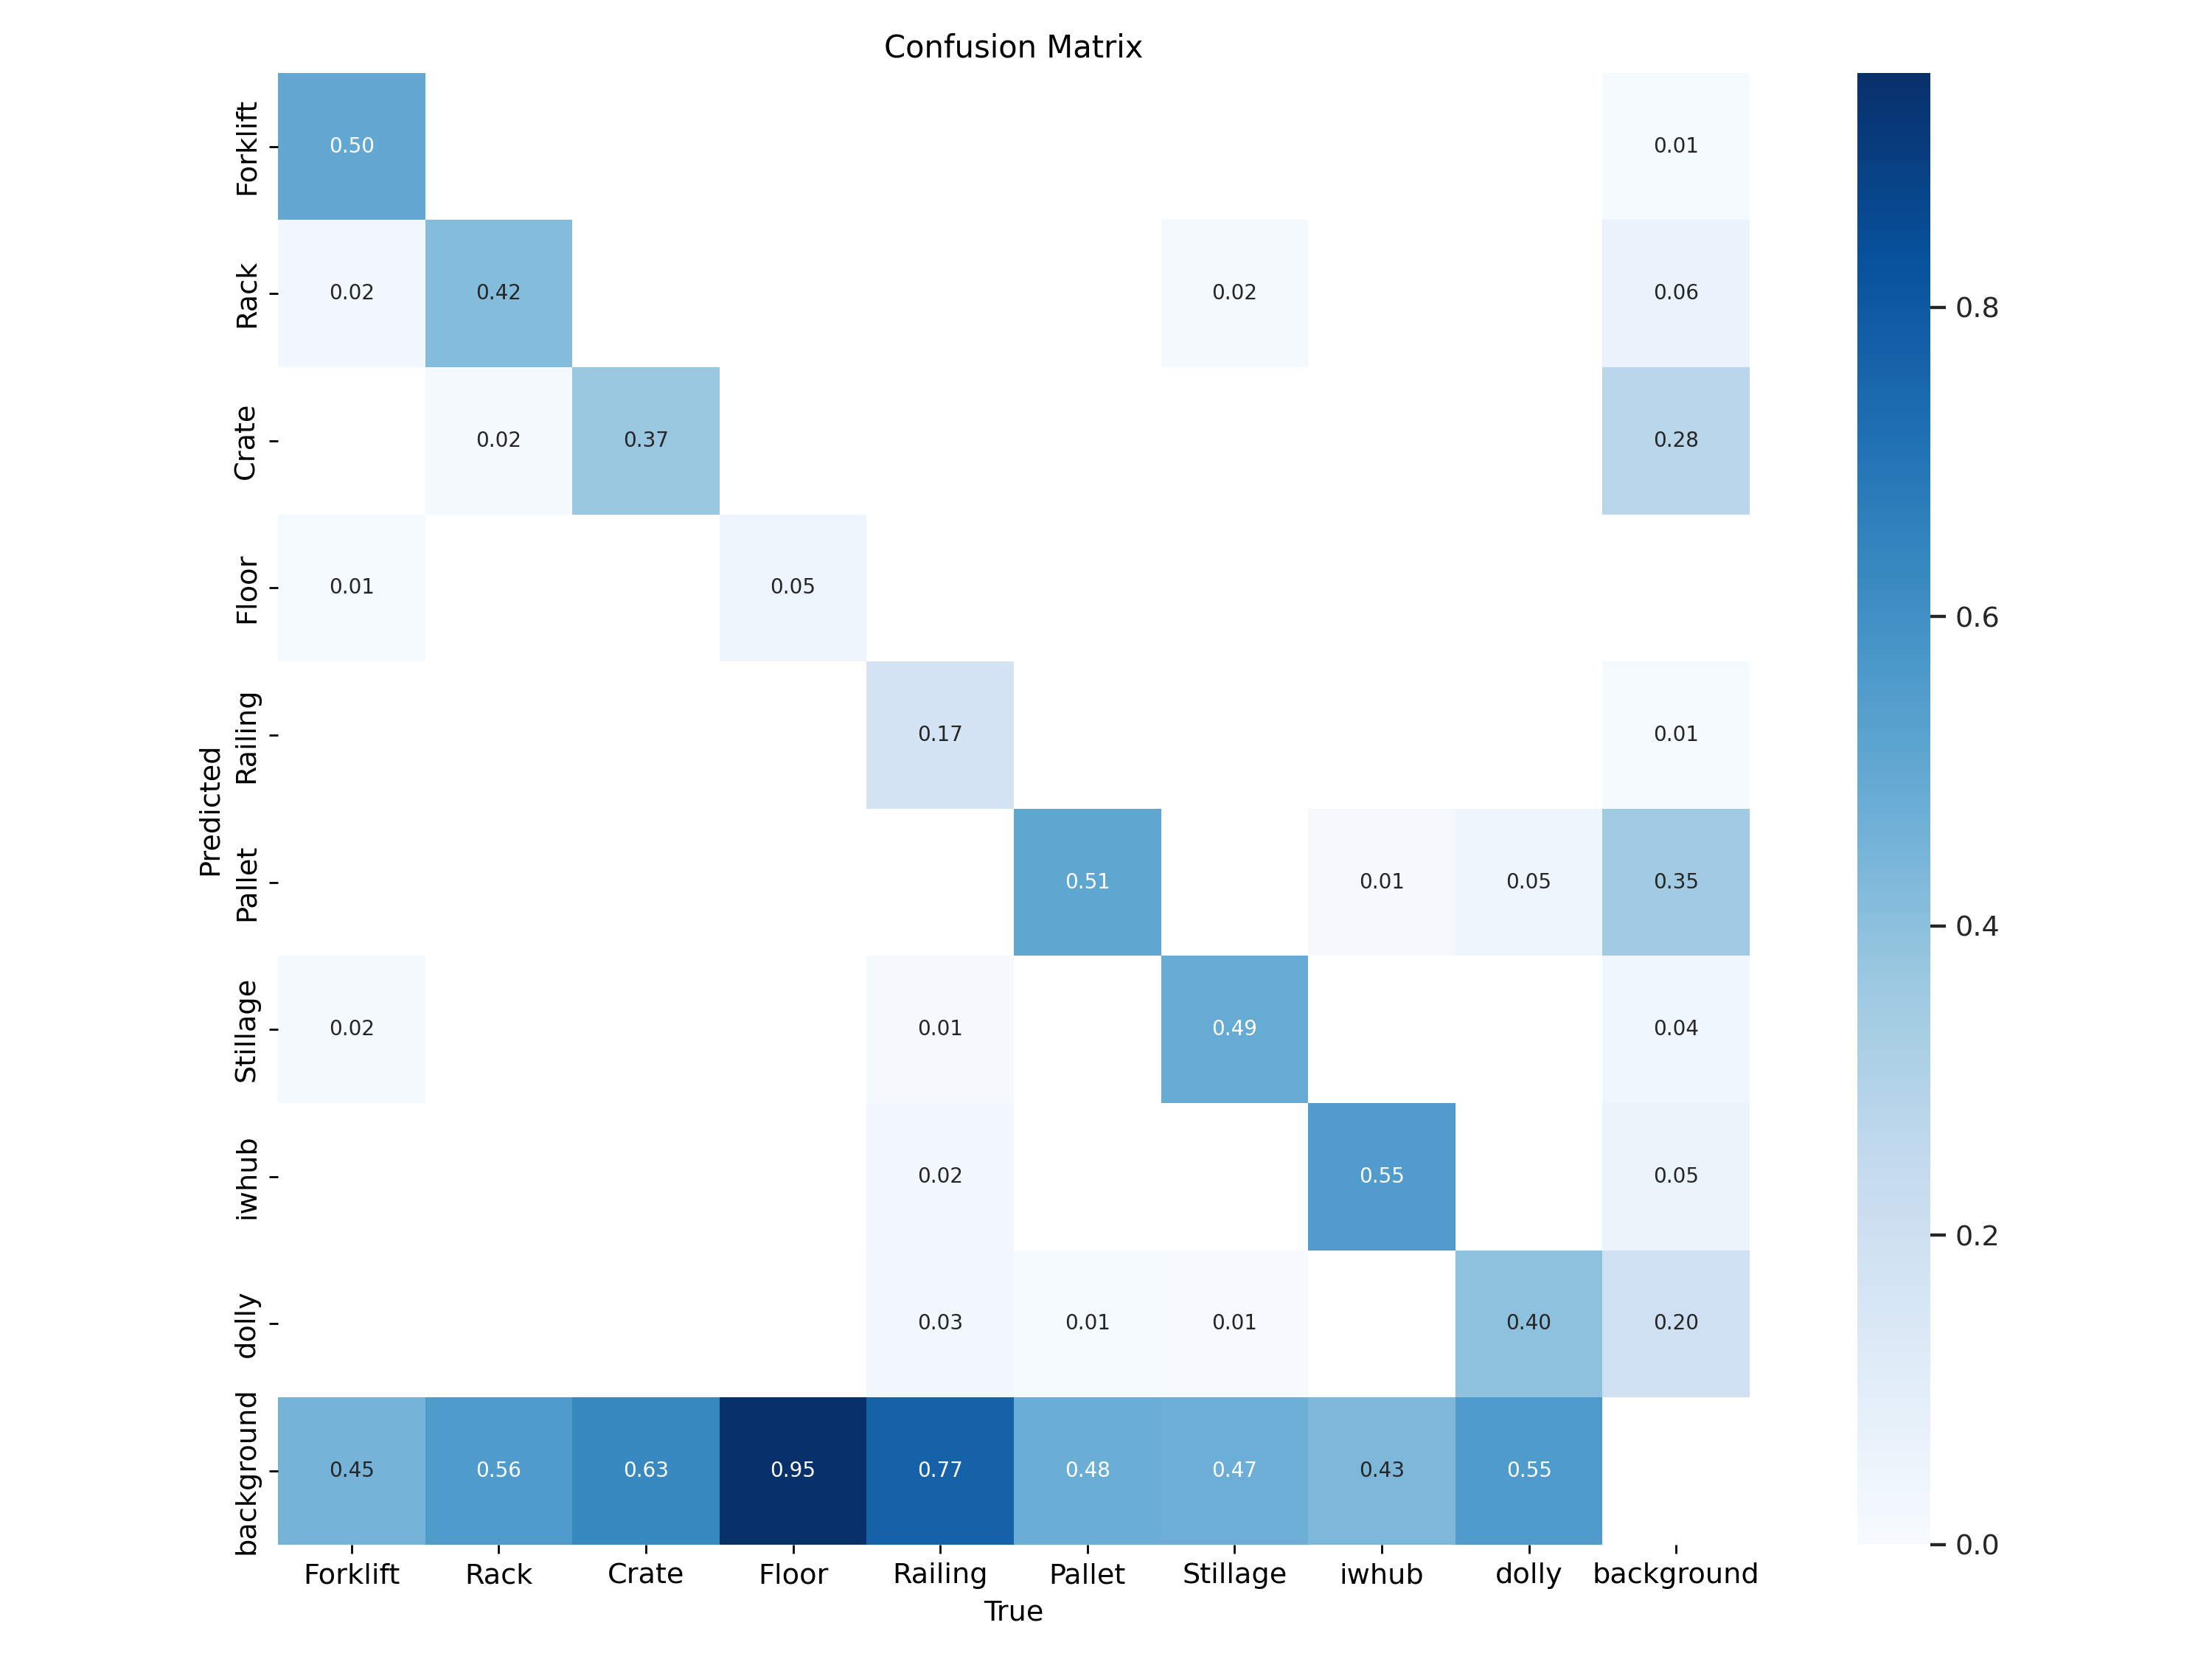 Confusion Matrix
Forklift 0.50 0.01
Rack 0.02 0.42 0.02 0.06 0.8
Crate 0.02 0.37 0.28
Floor 0.01 0.05 0.6
Railing 0.17 0.01
Predicted
Pallet 0.51 0.01 0.05 0.35 0.4
Stillage 0.02 0.01 0.49 0.04
iwhub 0.02 0.55 0.05 0.2
dolly 0.03 0.01 0.01 0.40 0.20
background 0.45 0.56 0.63 0.95 0.77 0.48 0.47 0.43 0.55 0.0
Forklift Rack Crate Floor Railing Pallet Stillage iwhub dolly background
True